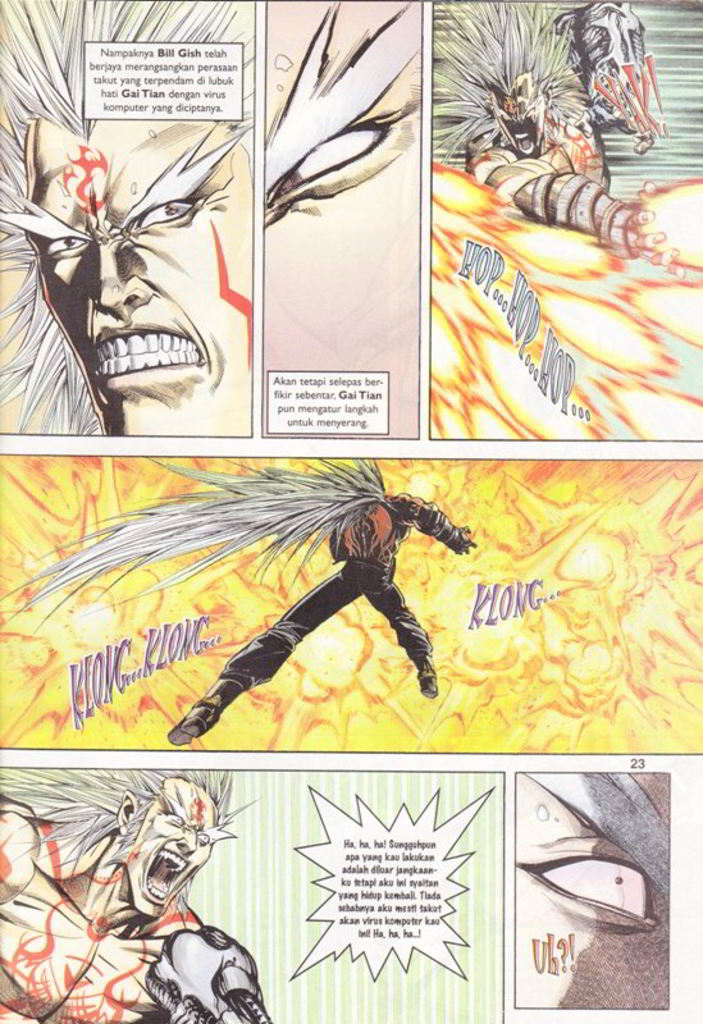 Nampaknya Bill Gish telah
berjaya merangsangkan perasaan
takut yang terpendam di lubuk
hati Gai Tian dengan virus
komputer yang diciptanya.
Akan tetapi selepas ber-
fikir sebentar, Gai Tian
pun mengatur langkah
untuk menyerang.
YAY!
HOP...HOP...HOP...
KLONG...KLONG...
KLONG...
23
Ha, ha, ha! Sungguhpun
apa yang kau lakukan
adalah diluar jangkaan-
ku tetapi aku ini syaitan
yang hidup kembali. Tiada
sebabnya aku mesti takut
akan virus komputer kau
ini! Ha, ha, ha...!
Uh?!